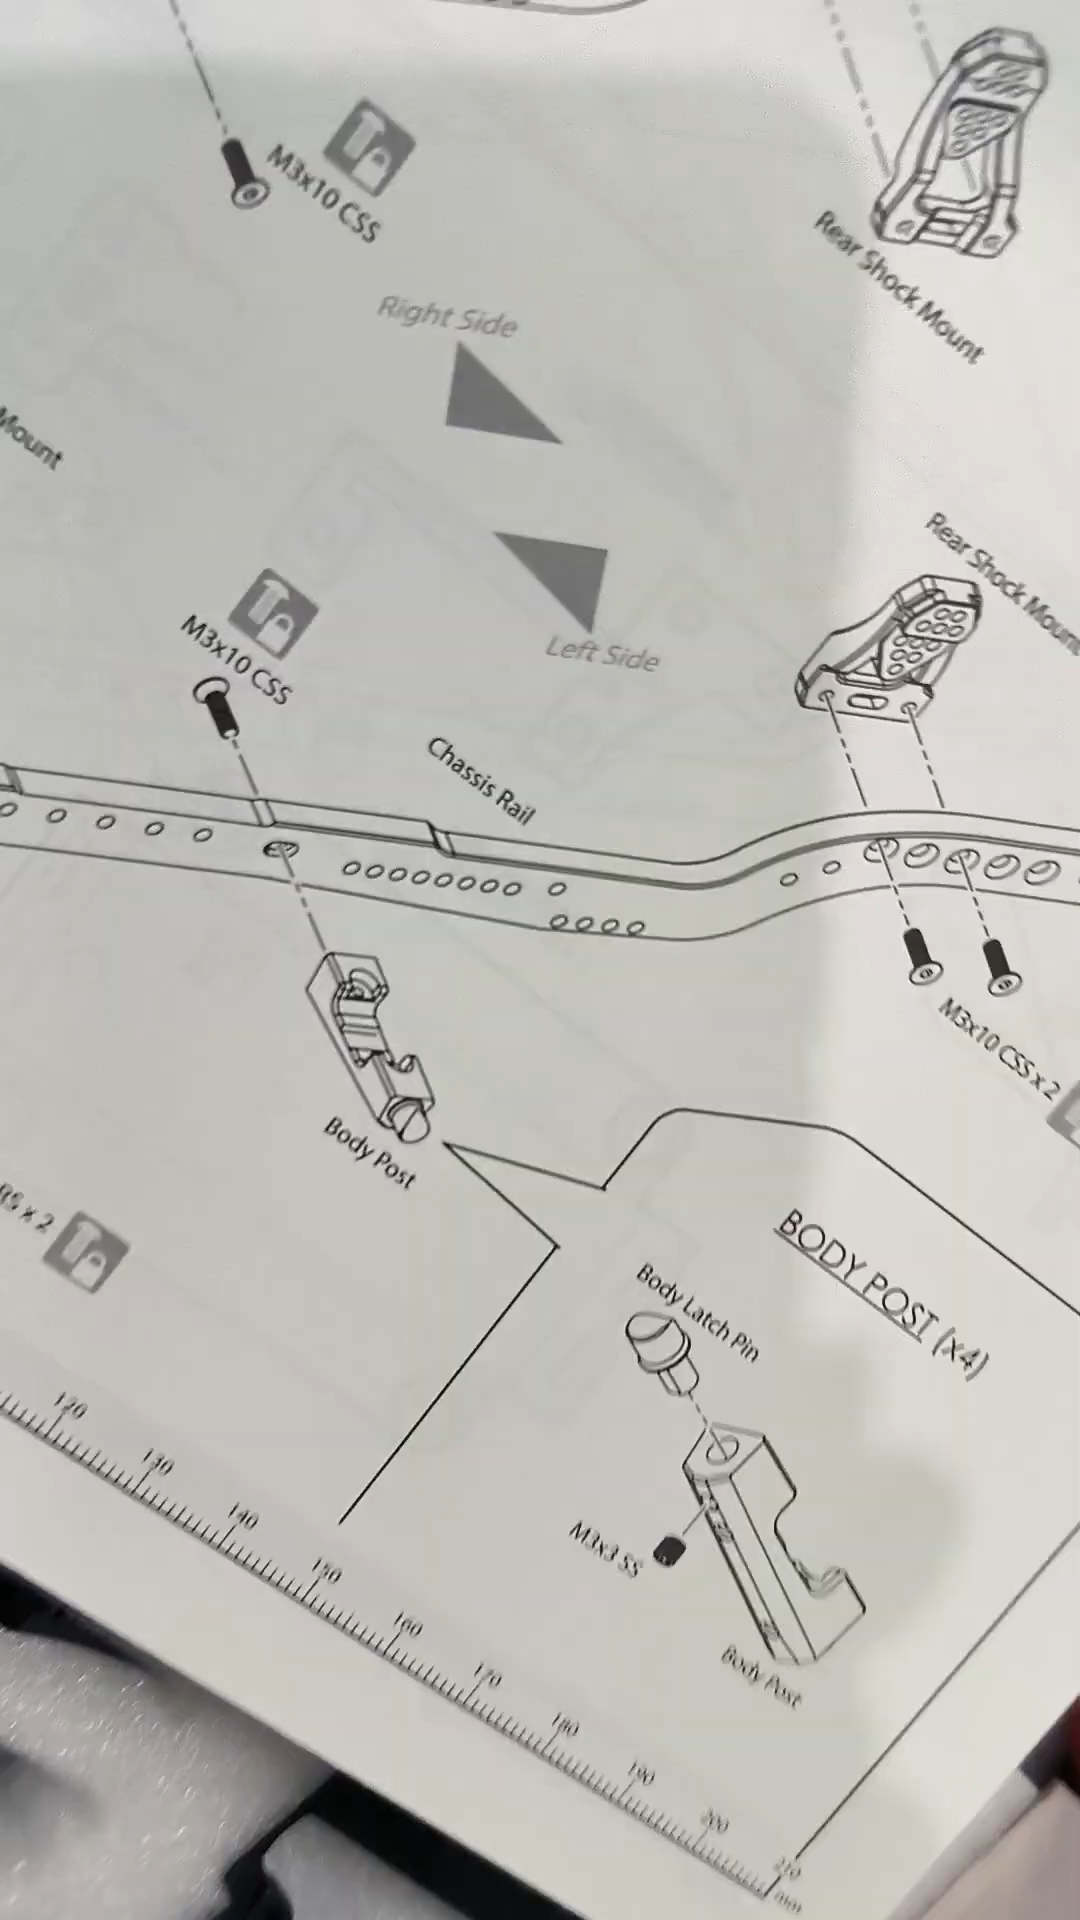 M3x10 CSS
Rear Shock Mount
Right Side
Mount
Rear Shock Mount
Left Side
M3x10 CSS
Chassis Rail
M3x10 CSS x 2
Body Post
x 2
BODY POST (x4)
Body Latch Pin
M3x3 SS
Body Post
120
130
140
150
160
170
180
190
200
210
mm